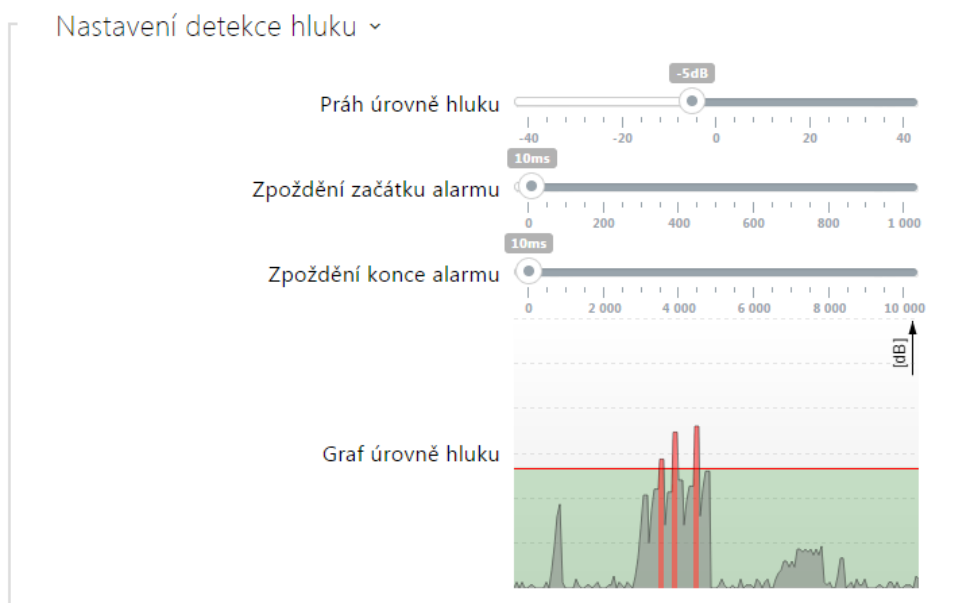 Nastavení detekce hluku
-5dB
Práh úrovně hluku
-40 -20 0 20 40
10ms
Zpoždění začátku alarmu
0 200 400 600 800 1 000
10ms
Zpoždění konce alarmu
0 2 000 4 000 6 000 8 000 10 000
[dB]
Graf úrovně hluku